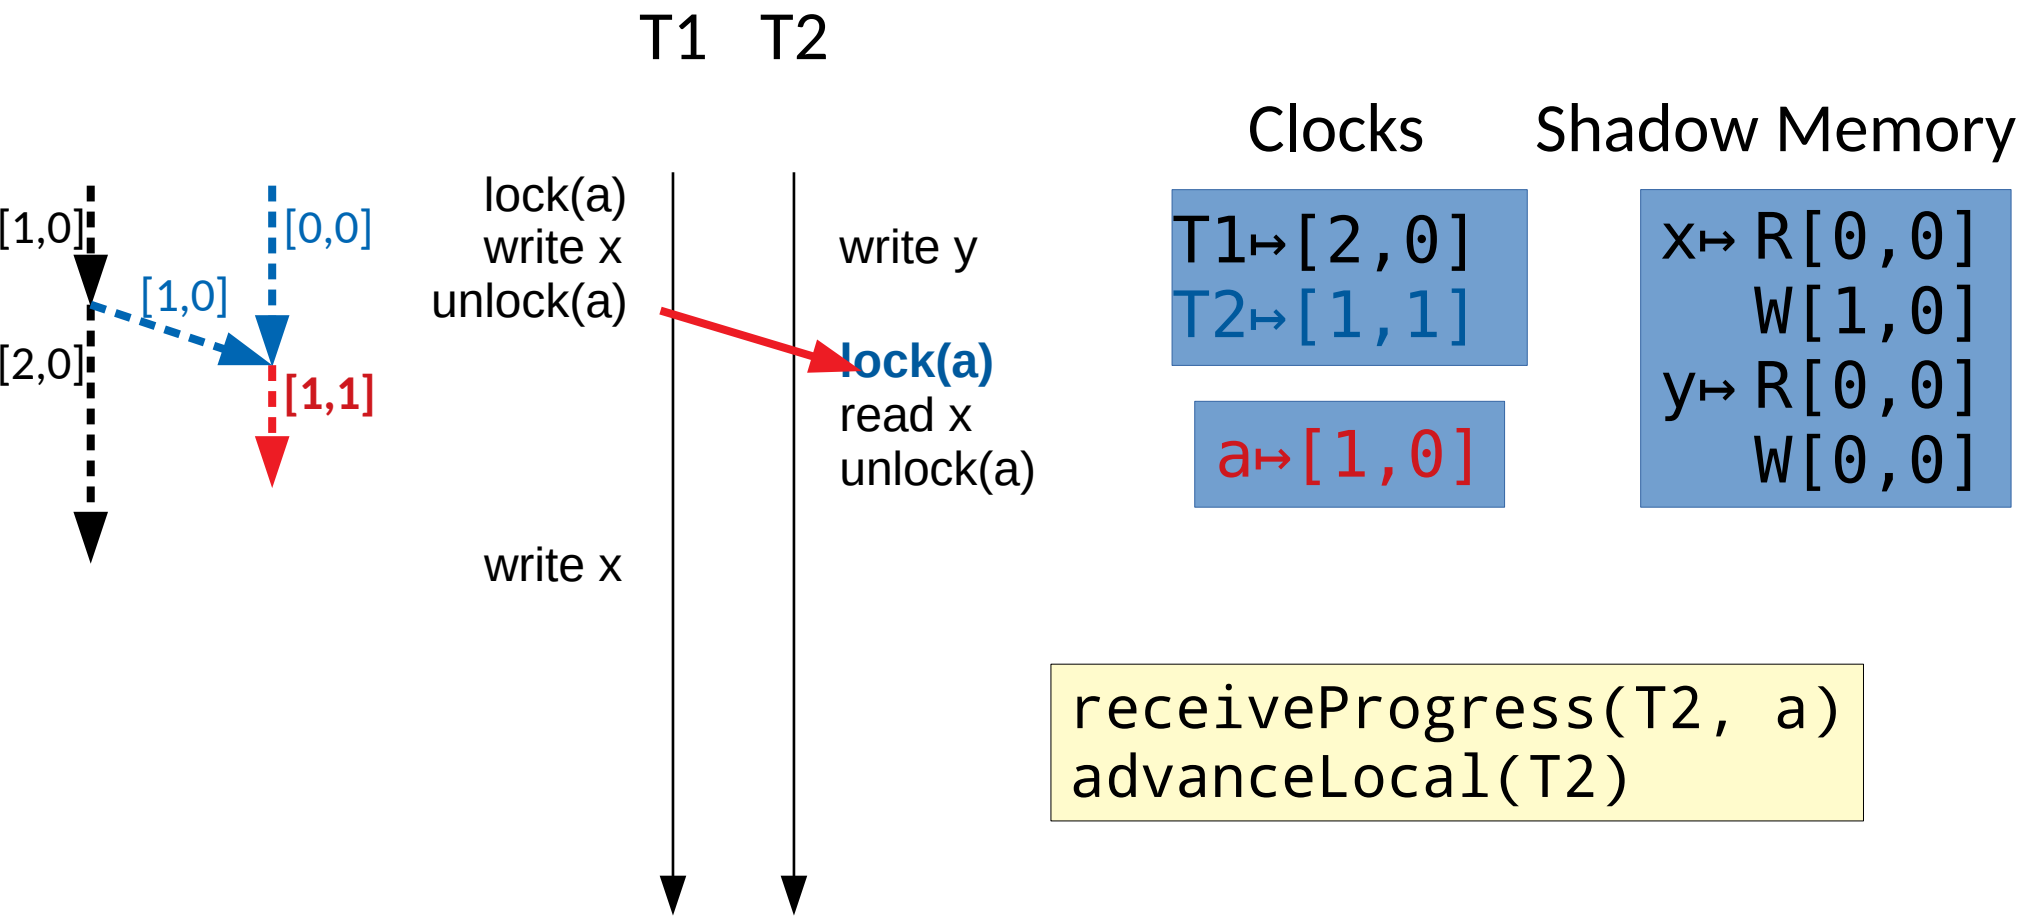 T1 T2
Clocks
Shadow Memory
[1,0]
[0,0]
[1,0]
[2,0]
[1,1]
lock(a)
write x
unlock(a)
write x
write y
lock(a)
read x
unlock(a)
T1↦[2,0]
T2↦[1,1]
a↦[1,0]
x↦ R[0,0]
W[1,0]
y↦ R[0,0]
W[0,0]
receiveProgress(T2, a)
advanceLocal(T2)